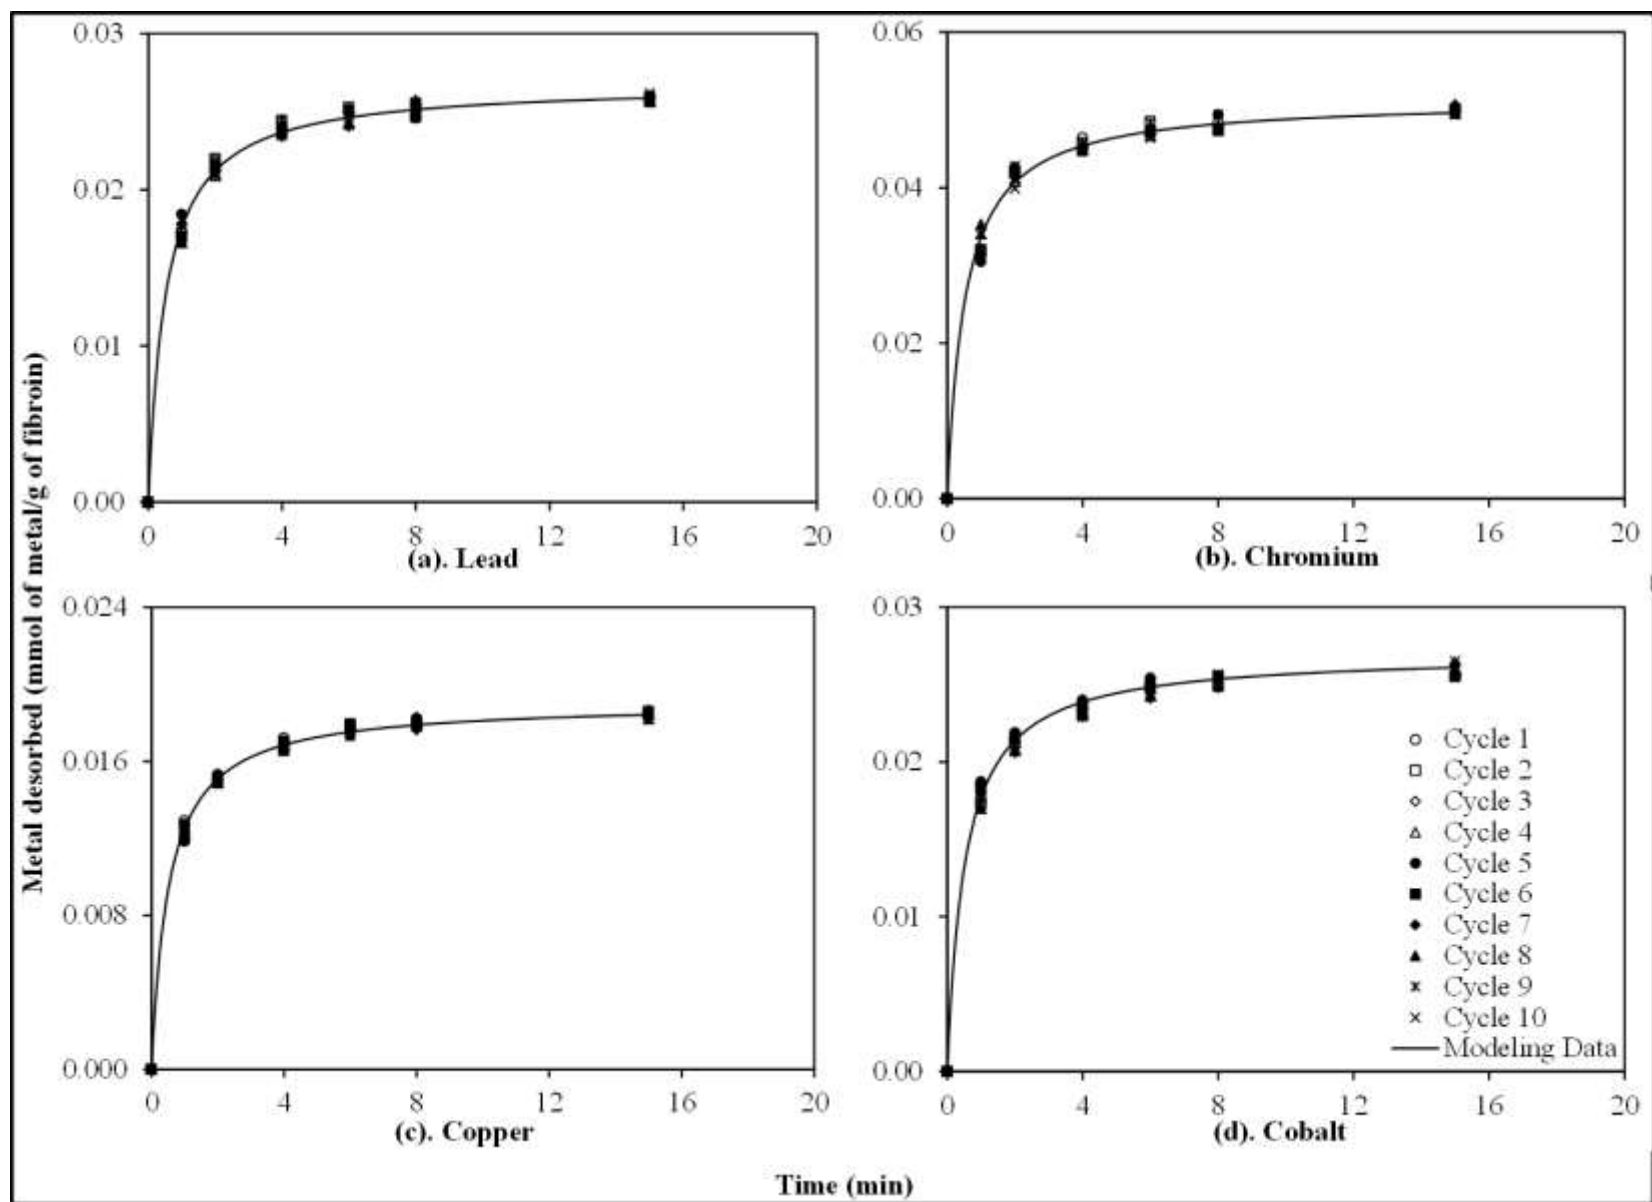 Metal desorbed (mmol of metal/g of fibroin)
0.03
0.02
0.01
0.00
0 4 8 12 16 20
(a). Lead
0.06
0.04
0.02
0.00
0 4 8 12 16 20
(b). Chromium
0.024
0.016
0.008
0.000
0 4 8 12 16 20
(c). Copper
0.03
0.02
0.01
0.00
0 4 8 12 16 20
(d). Cobalt
Cycle 1
Cycle 2
Cycle 3
Cycle 4
Cycle 5
Cycle 6
Cycle 7
Cycle 8
Cycle 9
Cycle 10
Modeling Data
Time (min)